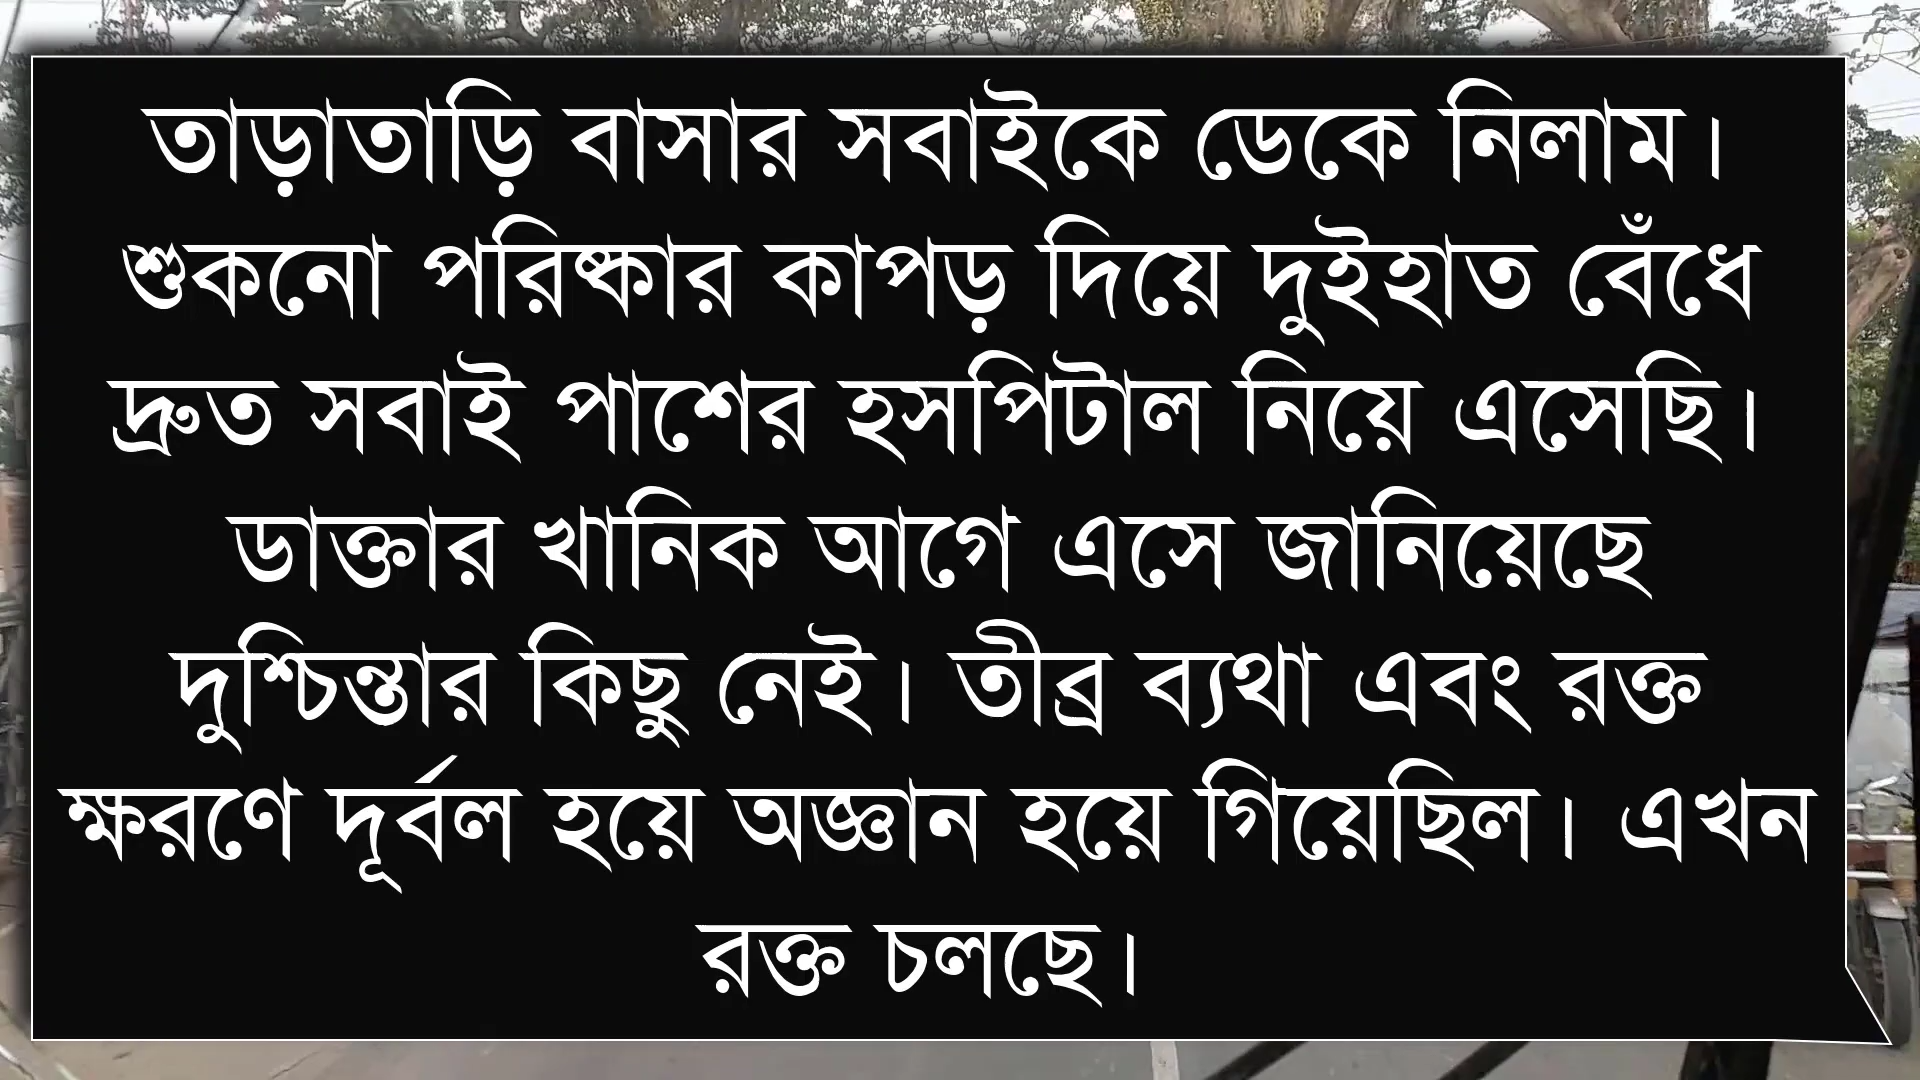 তাড়াতাড়ি বাসার সবাইকে ডেকে নিলাম।
শুকনো পরিষ্কার কাপড় দিয়ে দুইহাত বেঁধে
দ্রুত সবাই পাশের হসপিটাল নিয়ে এসেছি।
ডাক্তার খানিক আগে এসে জানিয়েছে
দুশ্চিন্তার কিছু নেই। তীব্র ব্যথা এবং রক্ত
ক্ষরণে দূর্বল হয়ে অজ্ঞান হয়ে গিয়েছিল। এখন
রক্ত চলছে।